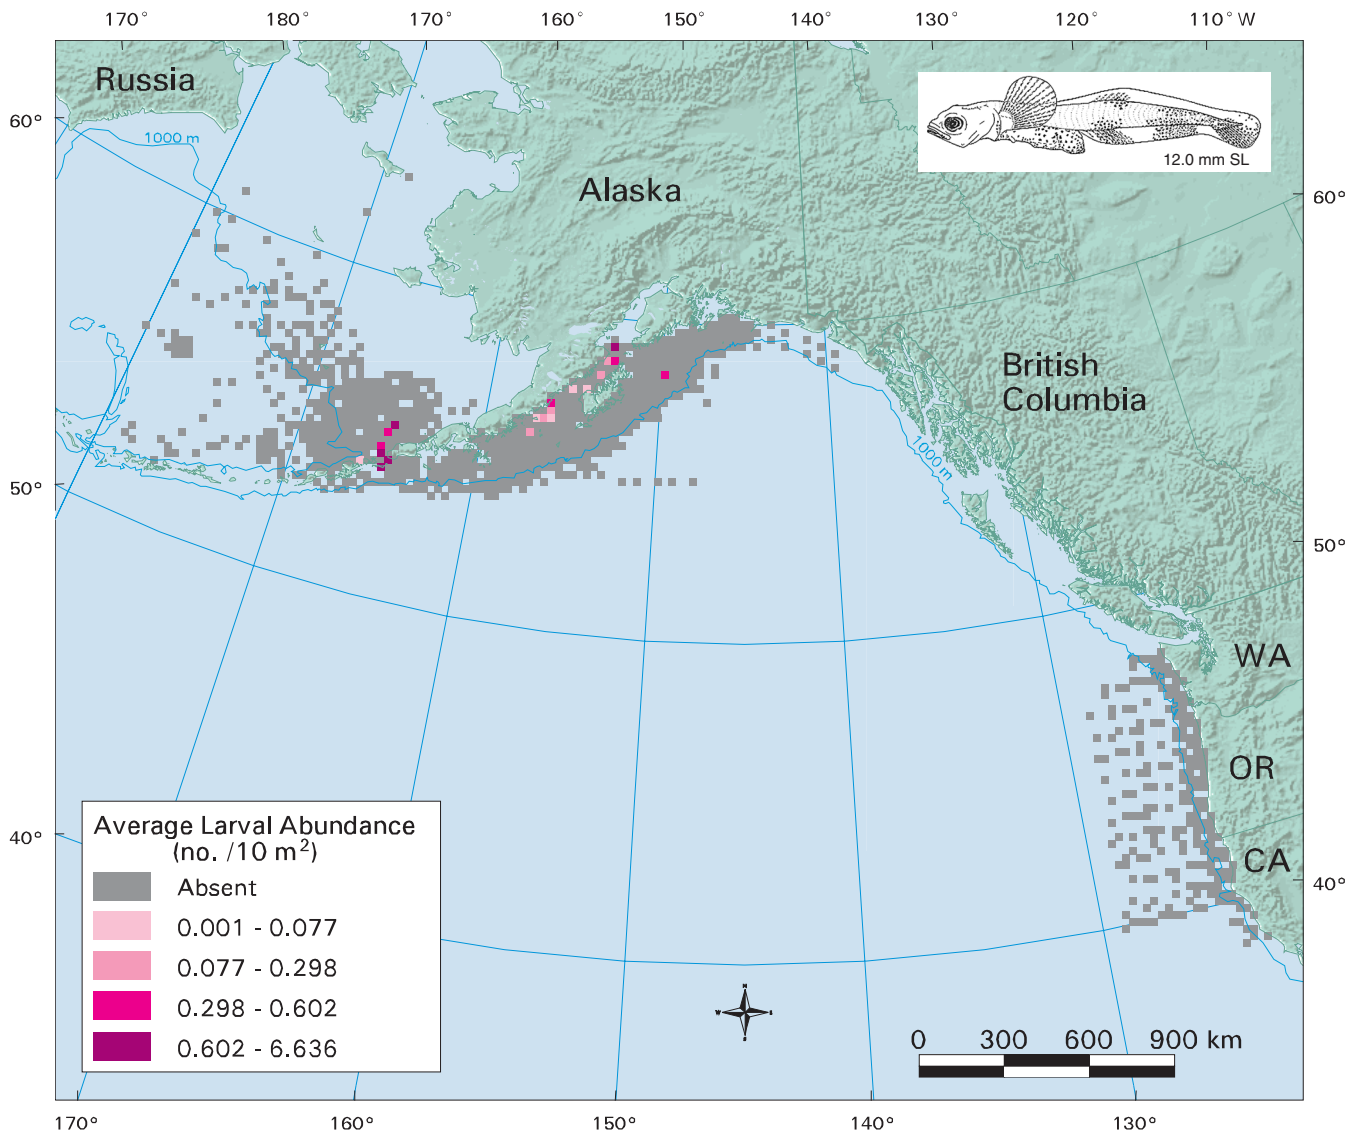 170°
180°
170°
160°
150°
140°
130°
120°
110° W
Russia
60°
1000 m
12.0 mm SL
Alaska
60°
British
Columbia
1000 m
50°
50°
WA
OR
CA
40°
40°
Average Larval Abundance
(no. /10 m²)
Absent
0.001 - 0.077
0.077 - 0.298
0.298 - 0.602
0.602 - 6.636
N
W
E
S
0 300 600 900 km
170°
160°
150°
140°
130°